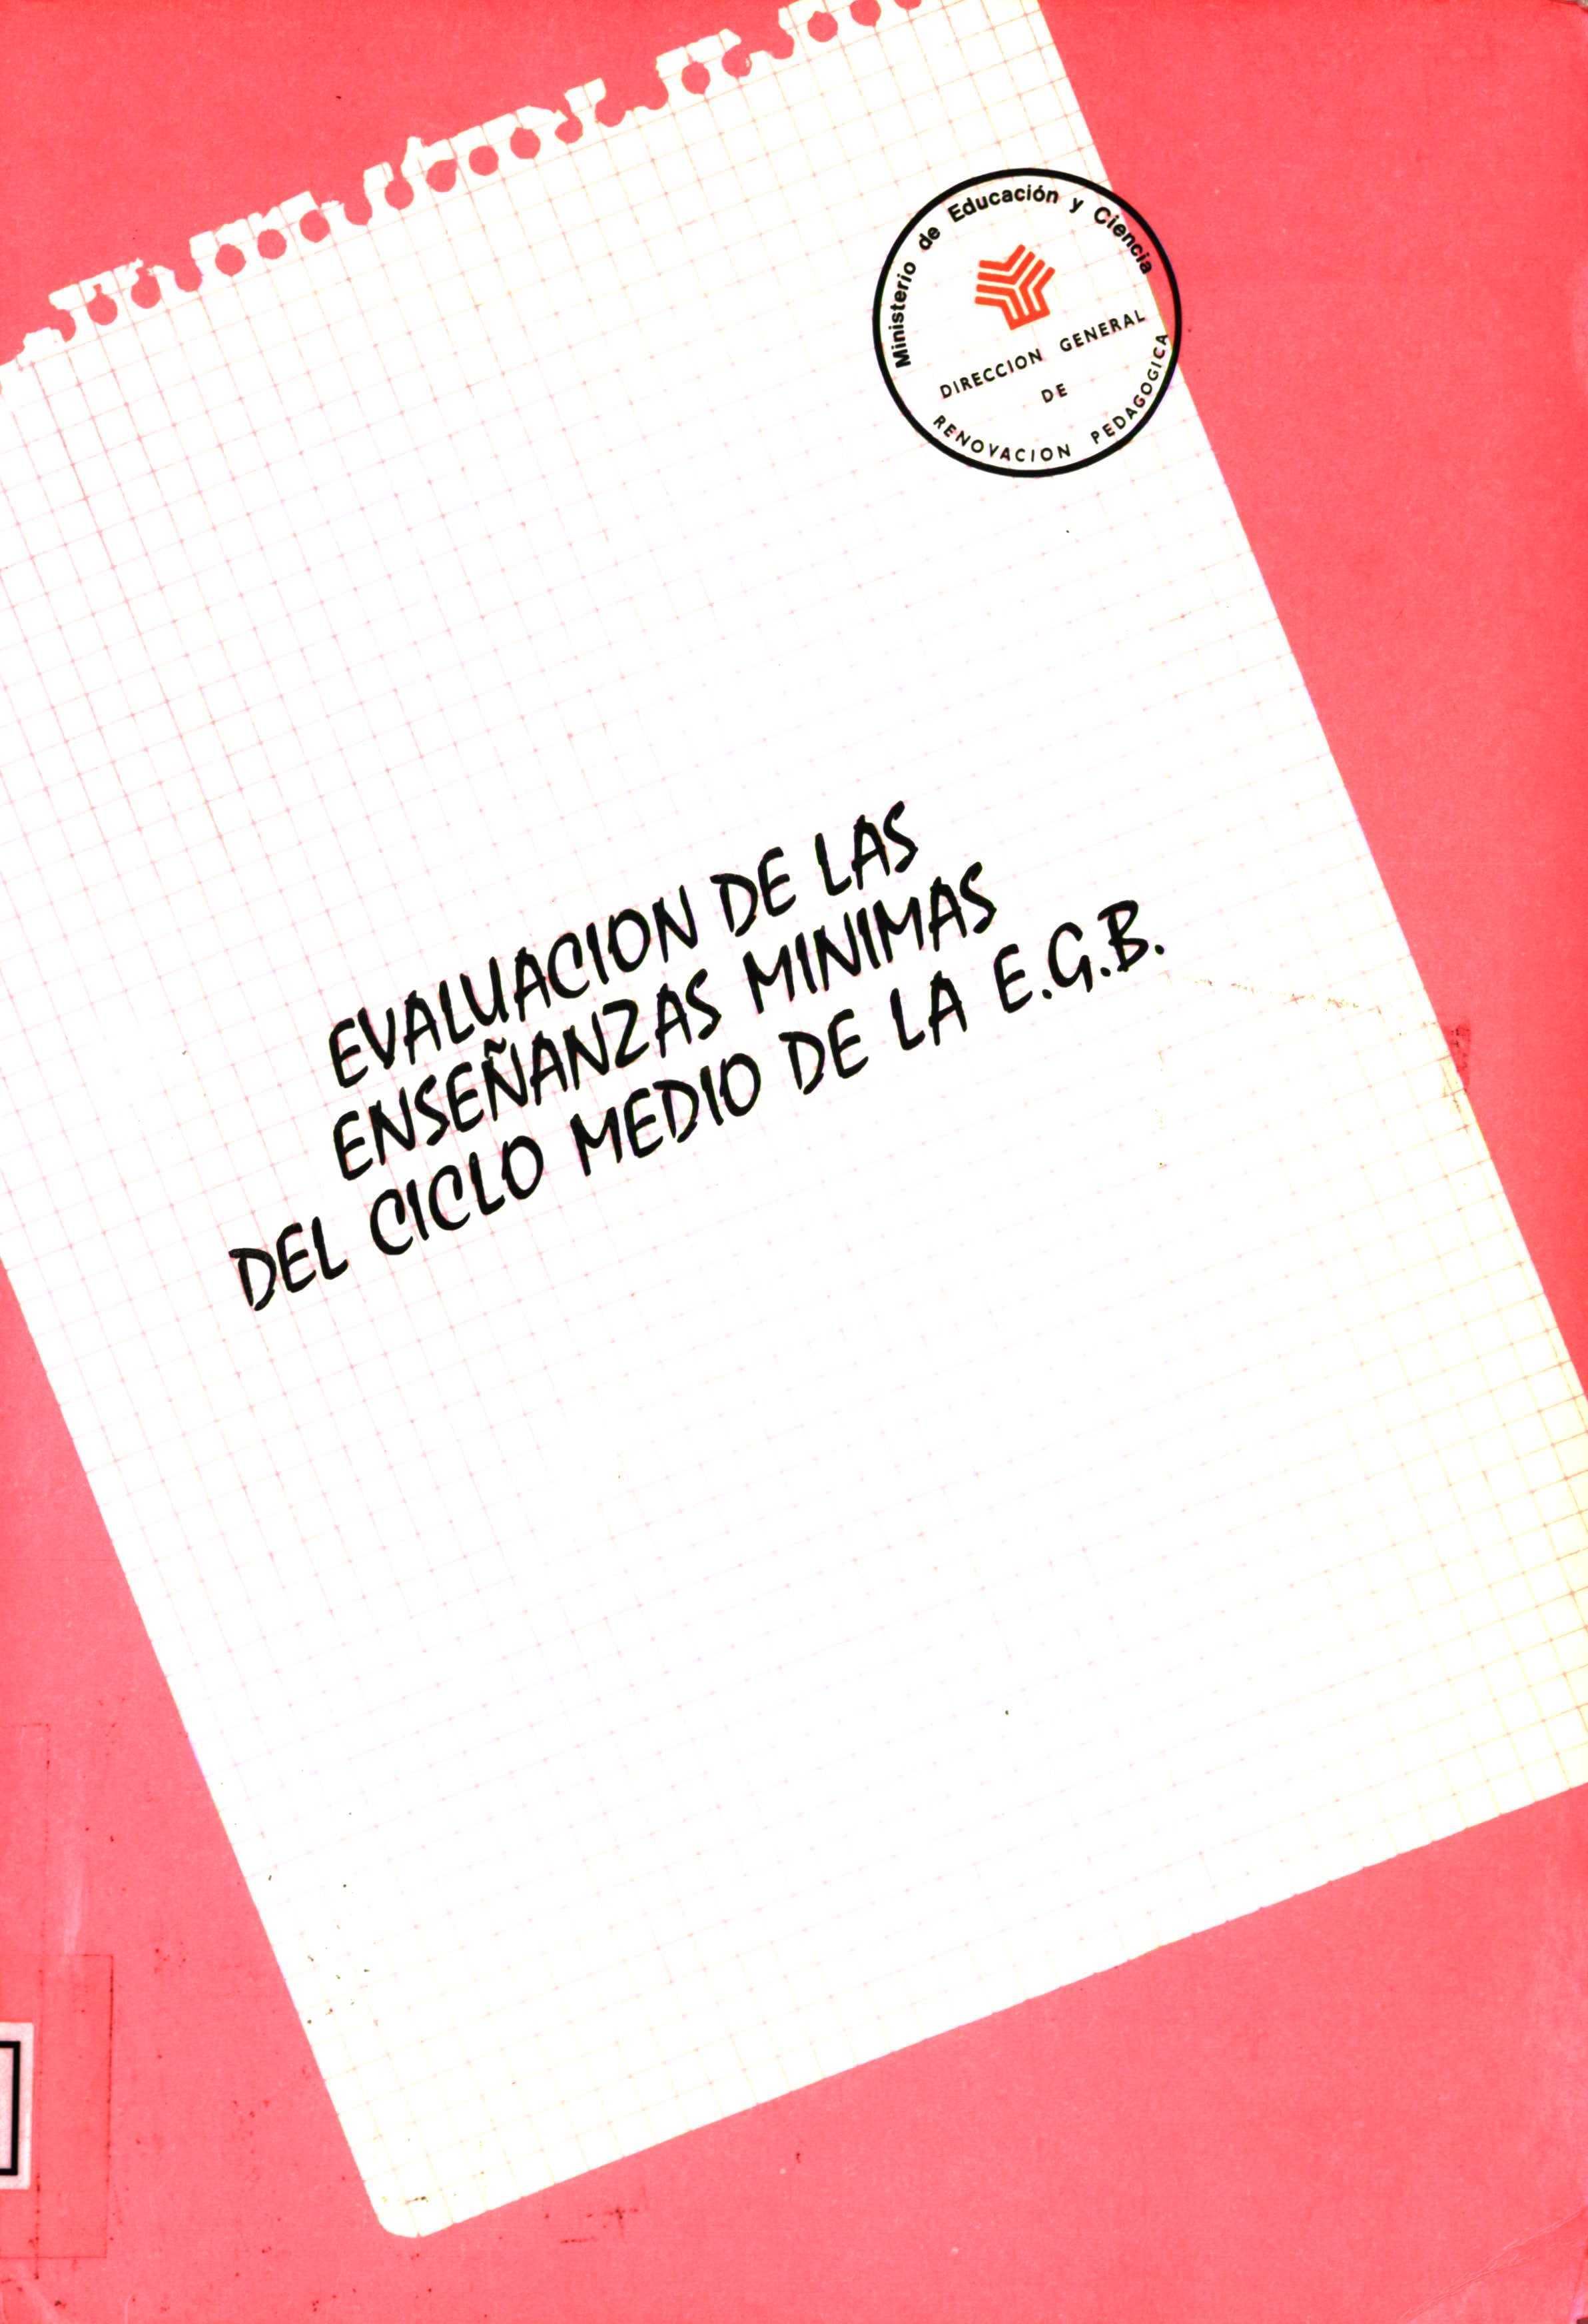 Ministerio de Educación y Ciencia
DIRECCION GENERAL
DE
RENOVACION PEDAGOGICA
EVALUACION DE LAS
ENSEÑANZAS MINIMAS
DEL CICLO MEDIO DE LA E.G.B.